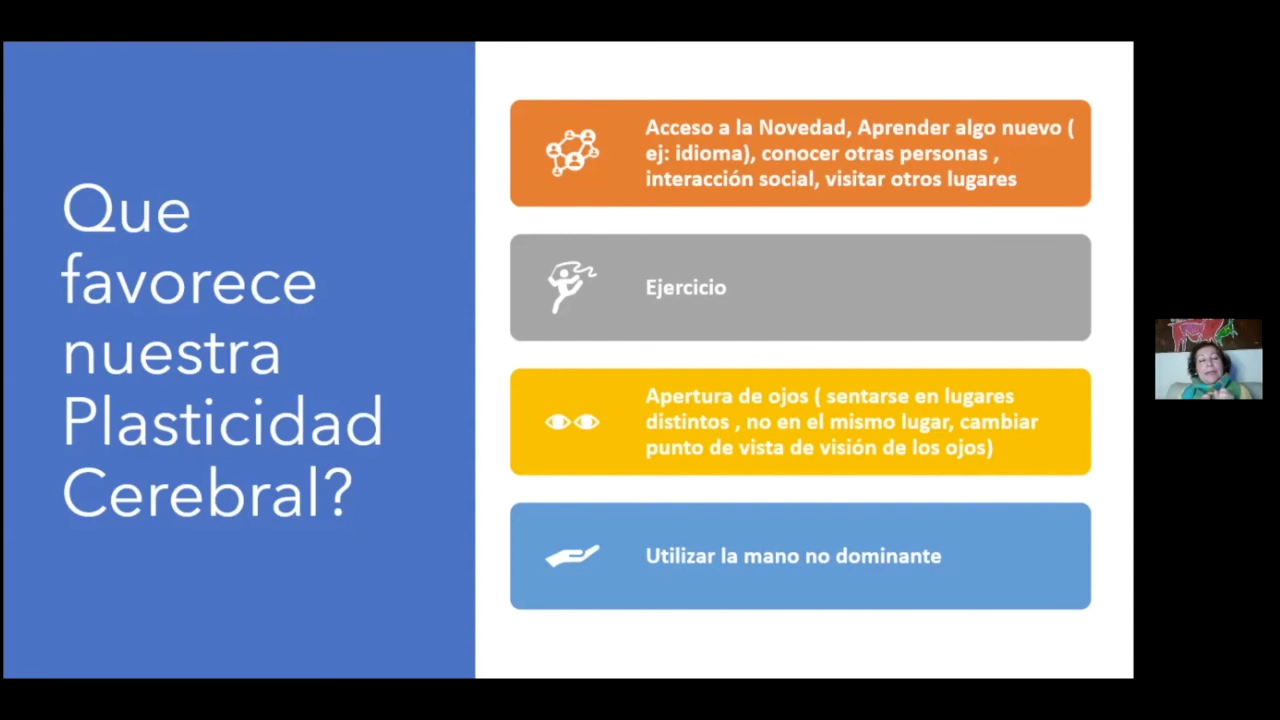 Que
favorece
nuestra
Plasticidad
Cerebral?
Acceso a la Novedad, Aprender algo nuevo (
ej: idioma), conocer otras personas ,
interacción social, visitar otros lugares
Ejercicio
Apertura de ojos ( sentarse en lugares
distintos , no en el mismo lugar, cambiar
punto de vista de visión de los ojos)
Utilizar la mano no dominante